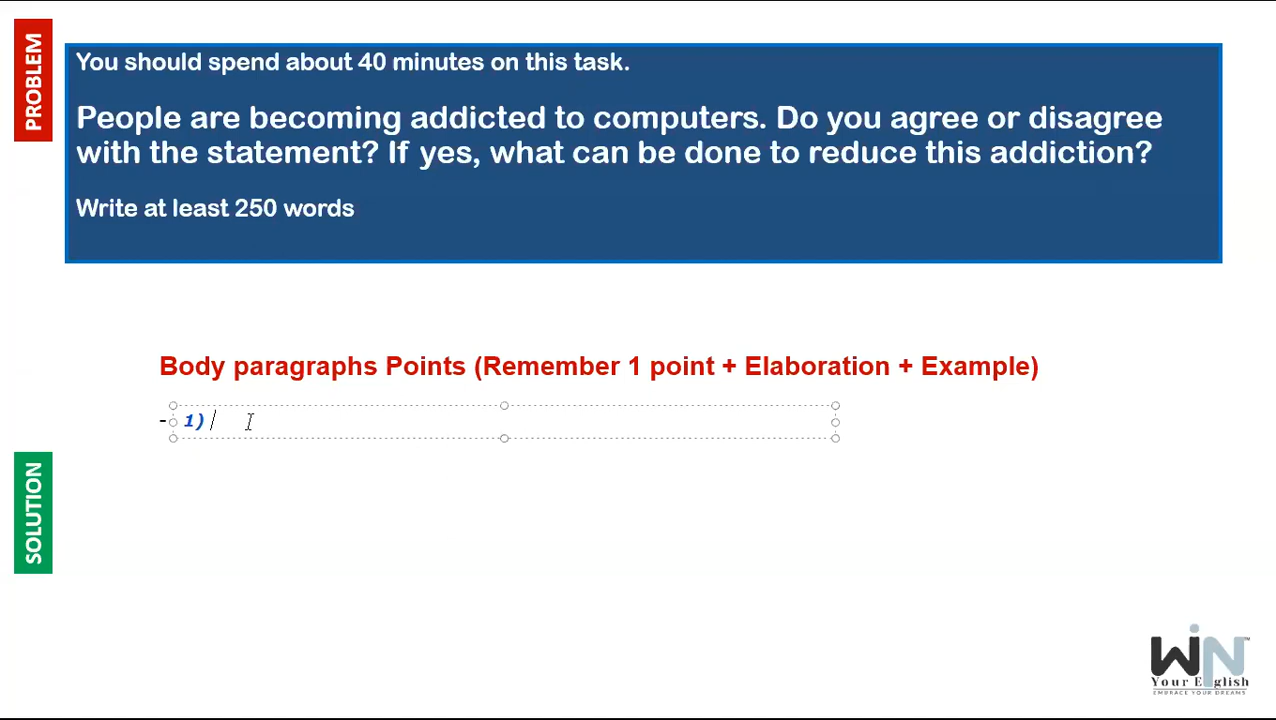 PROBLEM
You should spend about 40 minutes on this task.
People are becoming addicted to computers. Do you agree or disagree
with the statement? If yes, what can be done to reduce this addiction?
Write at least 250 words
Body paragraphs Points (Remember 1 point + Elaboration + Example)
- 1)
SOLUTION
WiN™
Your English
EMBRACE YOUR DREAMS